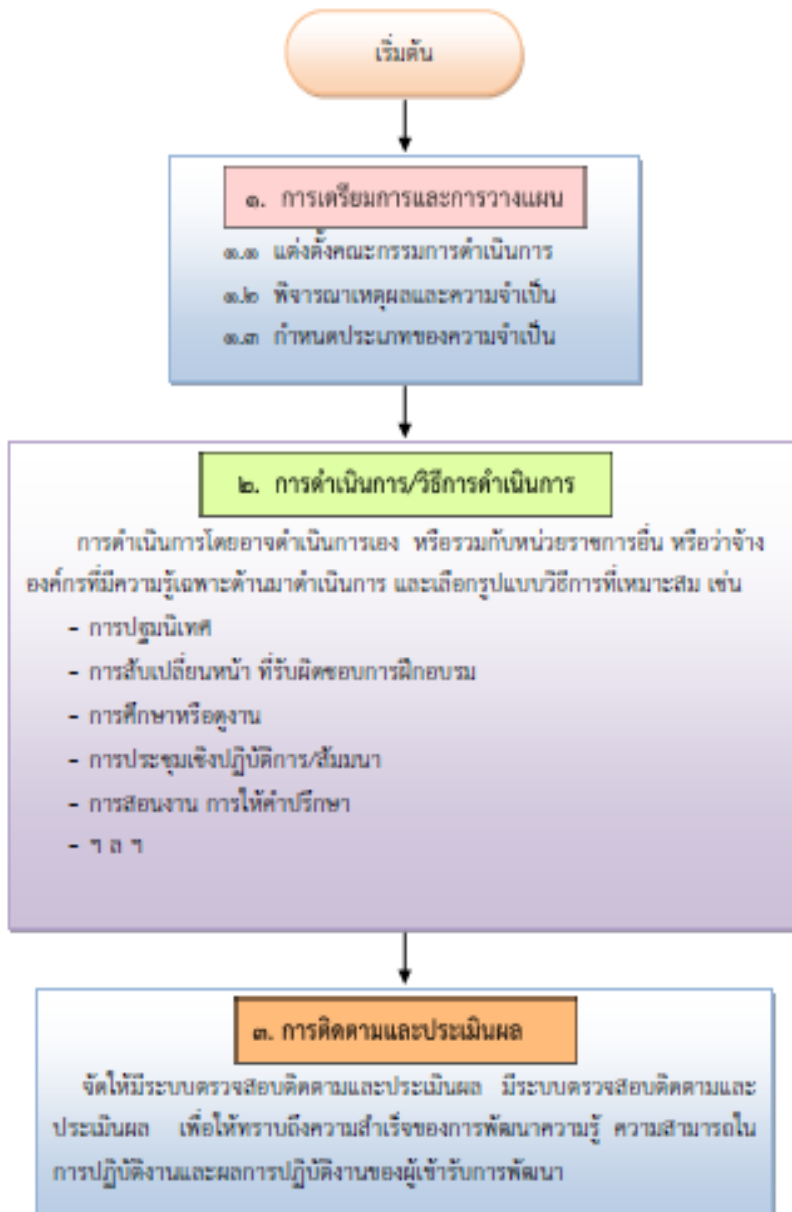 เริ่มต้น
๑. การเตรียมการและการวางแผน
๑.๑ แต่งตั้งคณะกรรมการดำเนินการ
๑.๒ พิจารณาเหตุผลและความจำเป็น
๑.๓ กำหนดประเภทของความจำเป็น
๒. การดำเนินการ/วิธีการดำเนินการ
การดำเนินการโดยอาจดำเนินการเอง หรือรวมกับหน่วยราชการอื่น หรือว่าจ้าง
องค์กรที่มีความรู้เฉพาะด้านมาดำเนินการ และเลือกรูปแบบวิธีการที่เหมาะสม เช่น
- การปฐมนิเทศ
- การสับเปลี่ยนหน้า ที่รับผิดชอบการฝึกอบรม
- การศึกษาหรือดูงาน
- การประชุมเชิงปฏิบัติการ/สัมมนา
- การสอนงาน การให้คำปรึกษา
- ฯ ล ฯ
๓. การติดตามและประเมินผล
จัดให้มีระบบตรวจสอบติดตามและประเมินผล มีระบบตรวจสอบติดตามและ
ประเมินผล เพื่อให้ทราบถึงความสำเร็จของการพัฒนาความรู้ ความสามารถใน
การปฏิบัติงานและผลการปฏิบัติงานของผู้เข้ารับการพัฒนา